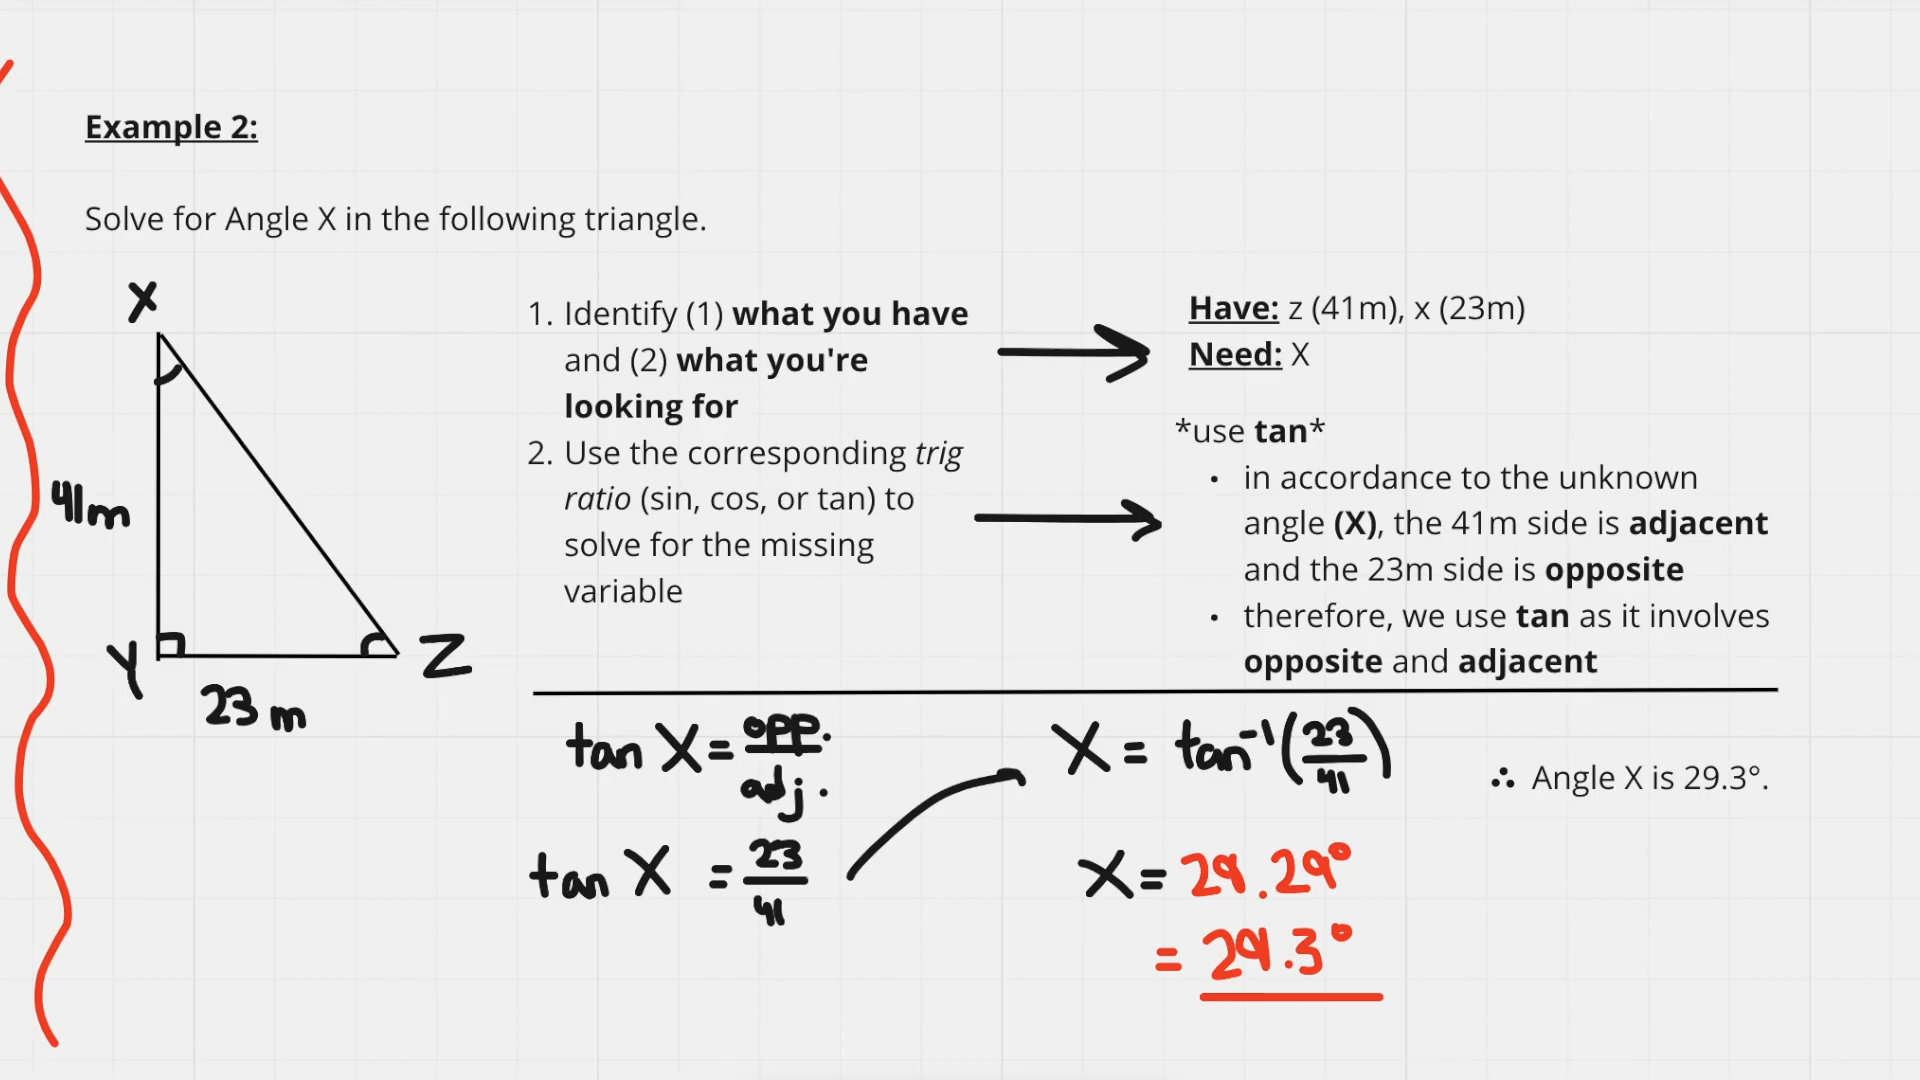 Example 2:
Solve for Angle X in the following triangle.
X
41m
Y
Z
23 m
1. Identify (1) what you have
and (2) what you're
looking for
2. Use the corresponding trig
ratio (sin, cos, or tan) to
solve for the missing
variable
Have: z (41m), x (23m)
Need: X
*use tan*
• in accordance to the unknown
angle (X), the 41m side is adjacent
and the 23m side is opposite
• therefore, we use tan as it involves
opposite and adjacent
tan X = opp. / adj.
tan X = 23 / 41
X = tan⁻¹(23/41)
X = 29.29°
= 29.3°
∴ Angle X is 29.3°.